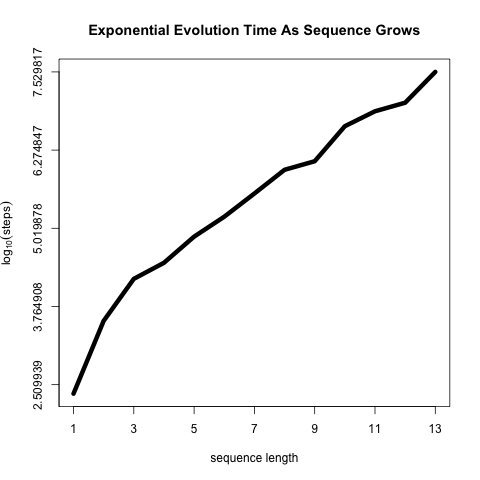 Exponential Evolution Time As Sequence Grows
7.529817
6.274847
5.019878
3.764908
2.509939
log10(steps)
1 3 5 7 9 11 13
sequence length